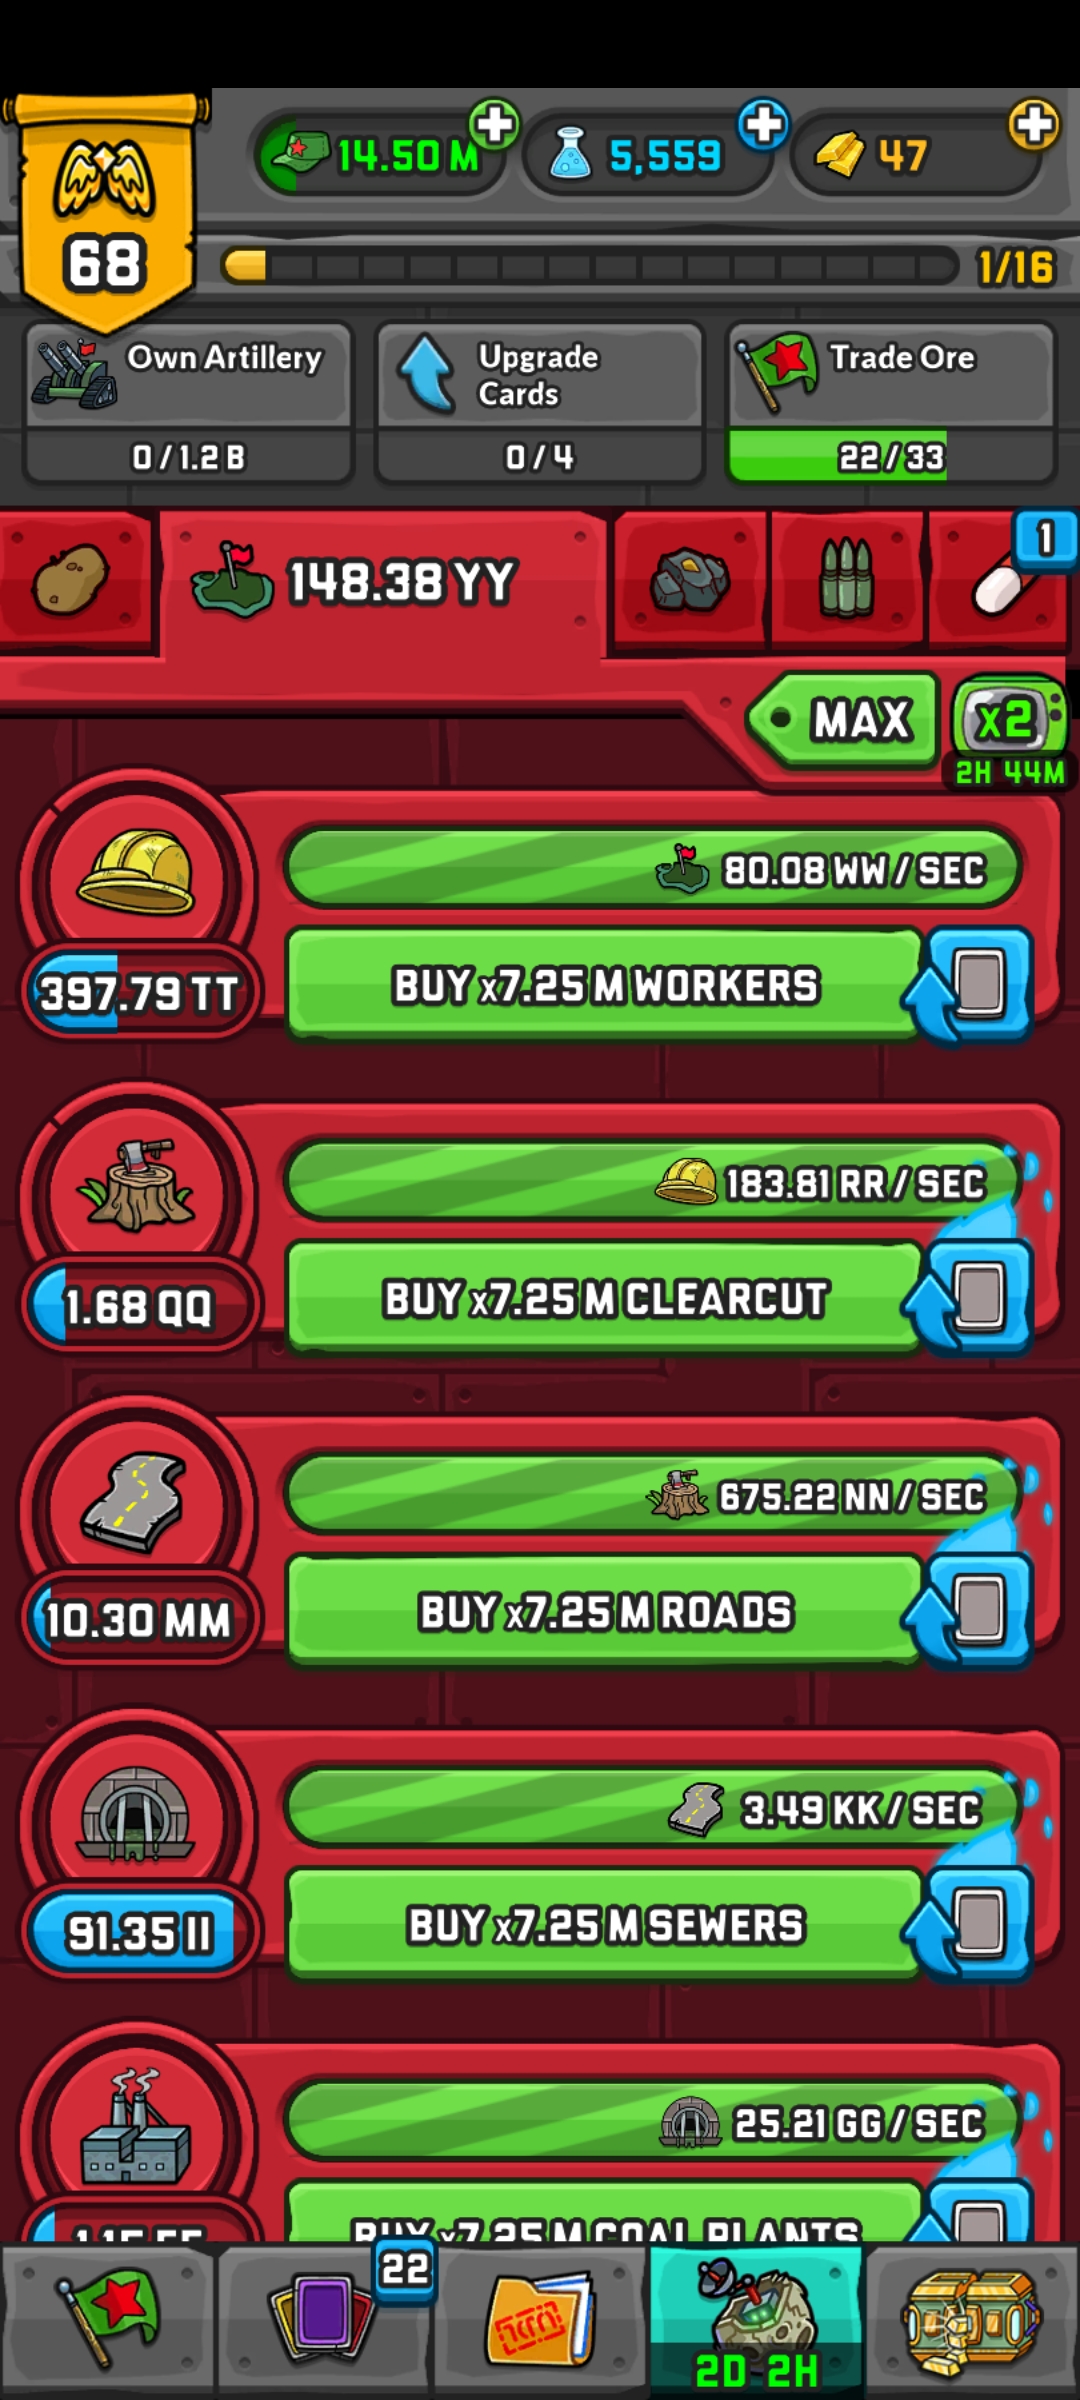 14.50 M
5,559
47
68
1/16
Own Artillery
0 / 1.2 B
Upgrade
Cards
0 / 4
Trade Ore
22 / 33
148.38 YY
1
MAX
x2
2H 44M
80.08 WW / SEC
397.79 TT
BUY x7.25 M WORKERS
183.81 RR / SEC
1.68 QQ
BUY x7.25 M CLEARCUT
675.22 NN / SEC
10.30 MM
BUY x7.25 M ROADS
3.49 KK / SEC
91.35 II
BUY x7.25 M SEWERS
25.21 GG / SEC
BUY x7.25 M COAL PLANTS
22
2D 2H